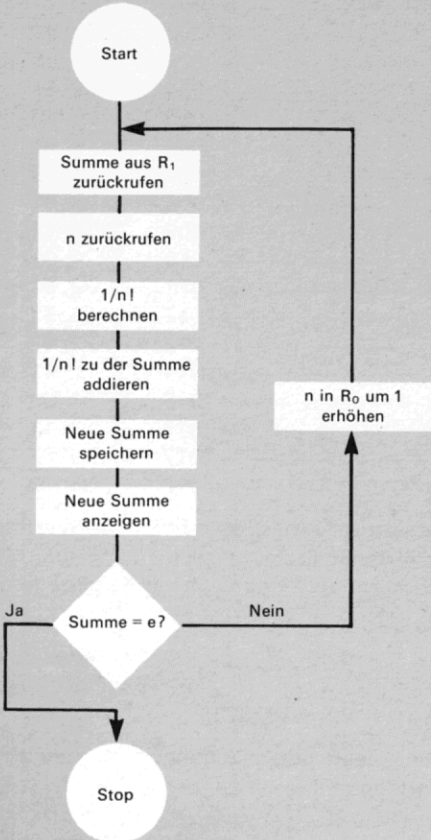 Start
Summe aus R₁
zurückrufen
n zurückrufen
1/n!
berechnen
1/n! zu der Summe
addieren
n in R₀ um 1
erhöhen
Neue Summe
speichern
Neue Summe
anzeigen
Ja
Summe = e?
Nein
Stop